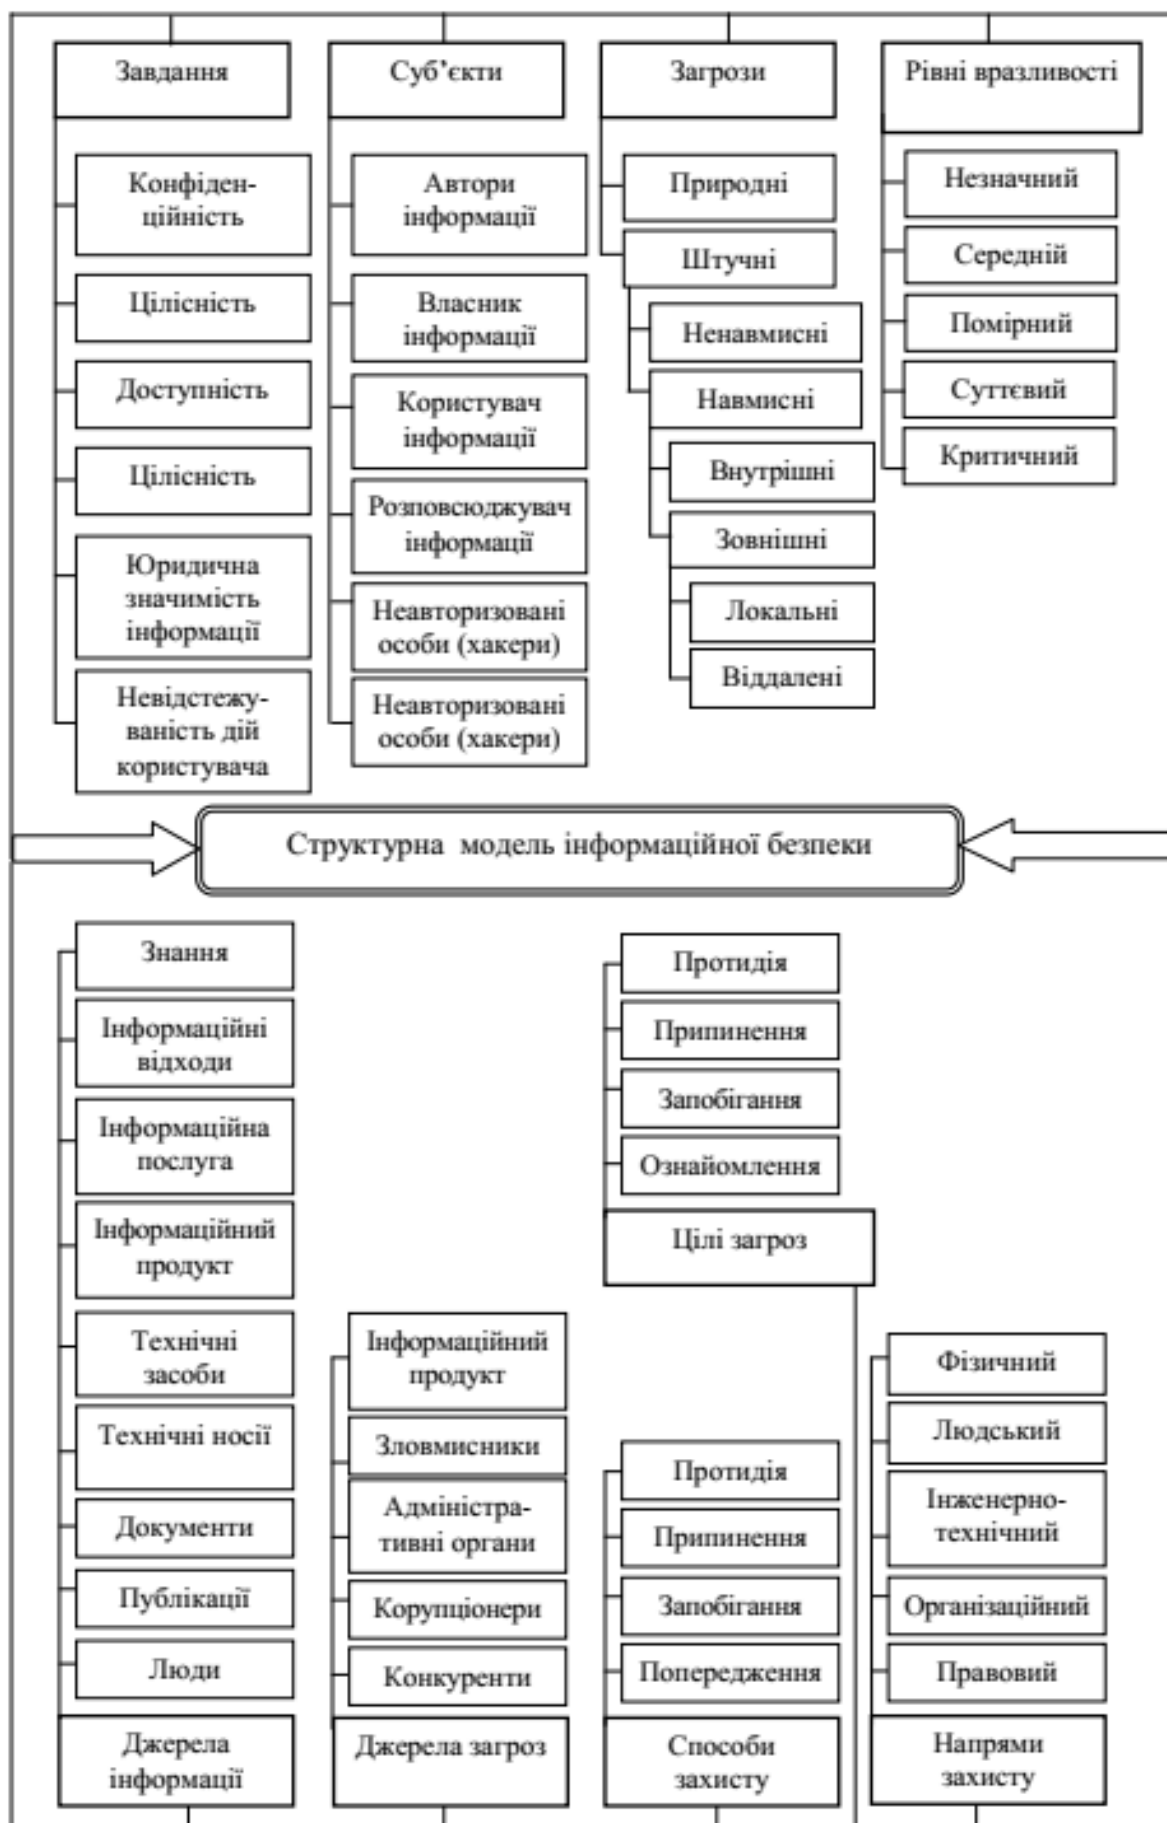 Завдання
Конфіден-
ційність
Цілісність
Доступність
Цілісність
Юридична
значимість
інформації
Невідстежу-
ваність дій
користувача
Суб’єкти
Автори
інформації
Власник
інформації
Користувач
інформації
Розповсюджувач
інформації
Неавторизовані
особи (хакери)
Неавторизовані
особи (хакери)
Загрози
Природні
Штучні
Ненавмисні
Навмисні
Внутрішні
Зовнішні
Локальні
Віддалені
Рівні вразливості
Незначний
Середній
Помірний
Суттєвий
Критичний
Структурна модель інформаційної безпеки
Знання
Інформаційні
відходи
Інформаційна
послуга
Інформаційний
продукт
Технічні
засоби
Технічні носії
Документи
Публікації
Люди
Джерела
інформації
Інформаційний
продукт
Зловмисники
Адміністра-
тивні органи
Корупціонери
Конкуренти
Джерела загроз
Протидія
Припинення
Запобігання
Ознайомлення
Цілі загроз
Протидія
Припинення
Запобігання
Попередження
Способи
захисту
Фізичний
Людський
Інженерно-
технічний
Організаційний
Правовий
Напрями
захисту